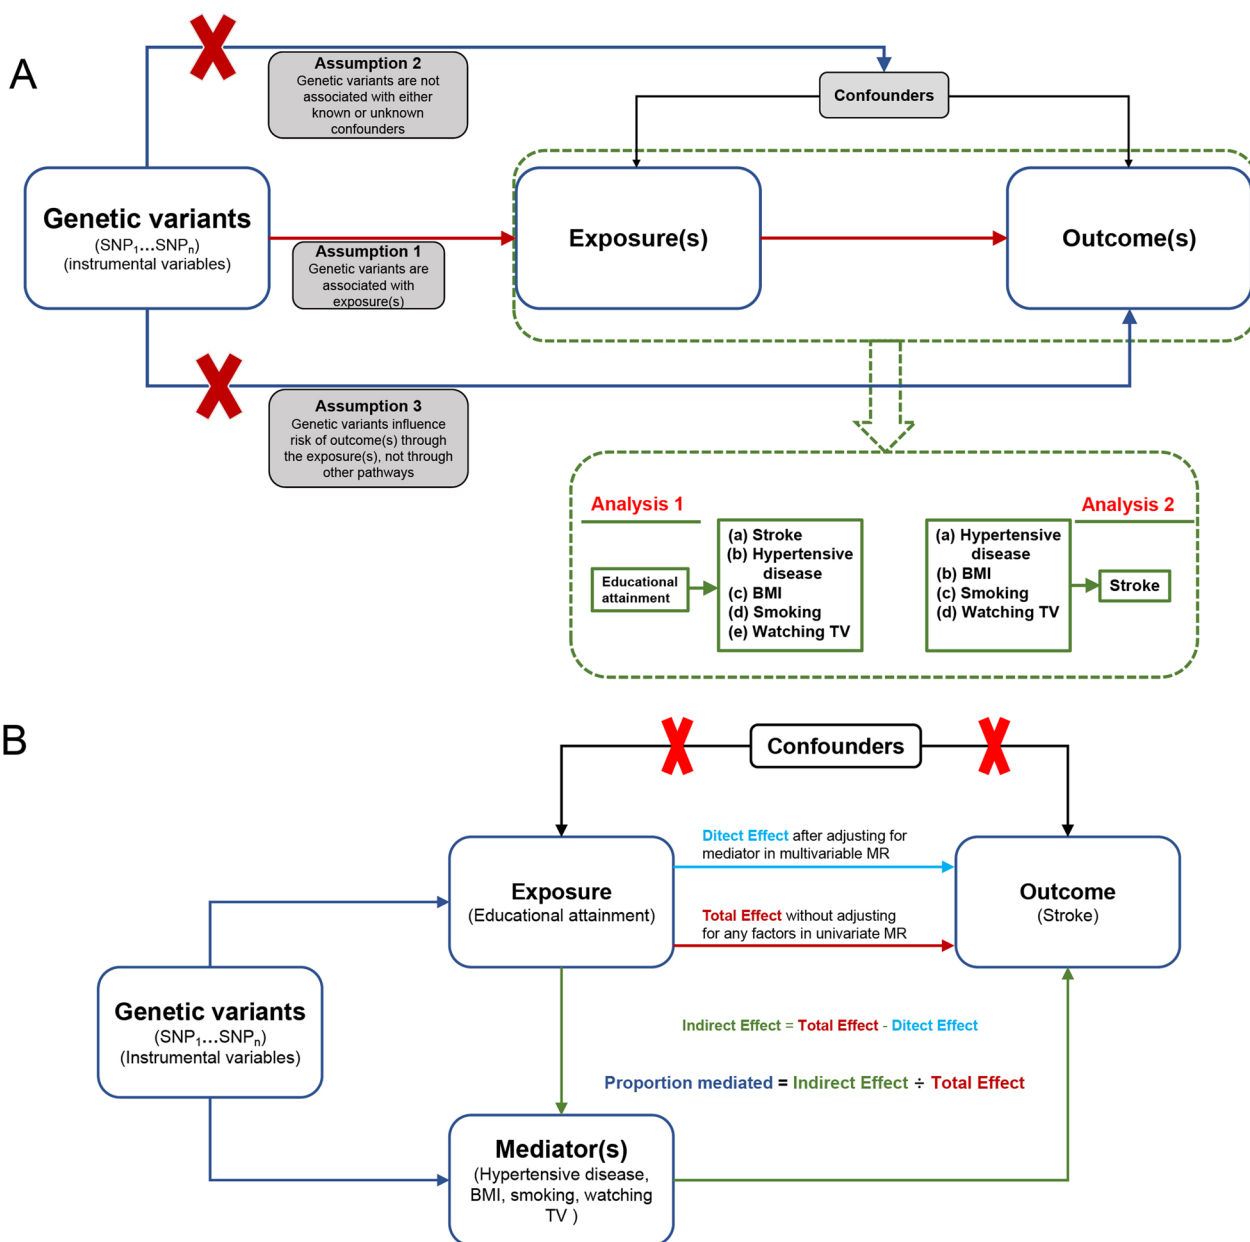 A
Assumption 2
Genetic variants are not
associated with either
known or unknown
confounders
Confounders
Genetic variants
(SNP1...SNPn)
(instrumental variables)
Assumption 1
Genetic variants are
associated with
exposure(s)
Exposure(s)
Outcome(s)
Assumption 3
Genetic variants influence
risk of outcome(s) through
the exposure(s), not through
other pathways
Analysis 1
Educational
attainment
(a) Stroke
(b) Hypertensive
disease
(c) BMI
(d) Smoking
(e) Watching TV
Analysis 2
(a) Hypertensive
disease
(b) BMI
(c) Smoking
(d) Watching TV
Stroke
B
Confounders
Ditect Effect after adjusting for
mediator in multivariable MR
Exposure
(Educational attainment)
Total Effect without adjusting
for any factors in univariate MR
Outcome
(Stroke)
Genetic variants
(SNP1...SNPn)
(Instrumental variables)
Indirect Effect = Total Effect - Ditect Effect
Proportion mediated = Indirect Effect ÷ Total Effect
Mediator(s)
(Hypertensive disease,
BMI, smoking, watching
TV )